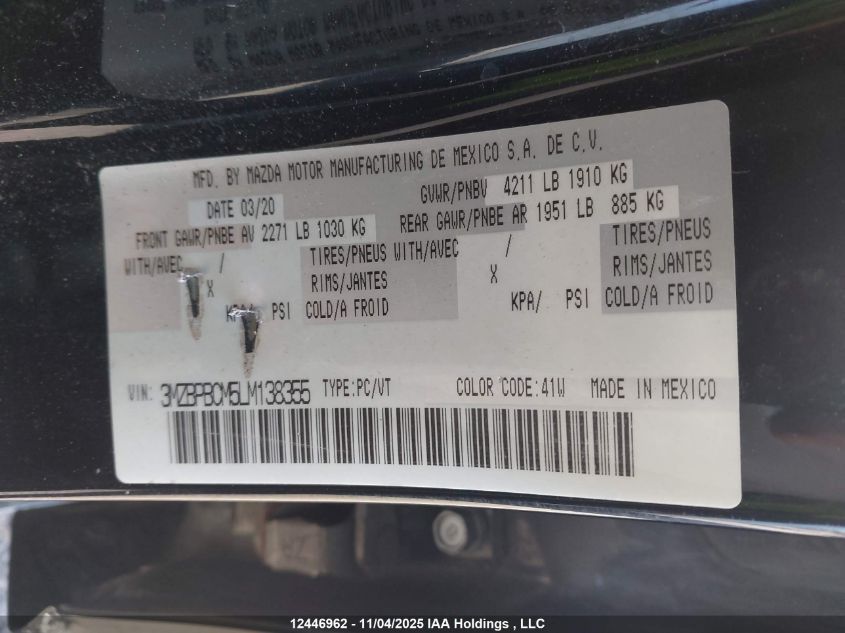 MFD. BY MAZDA MOTOR MANUFACTURING DE MEXICO S.A. DE C.V.
DATE 03/20 GVWR/PNBV 4211 LB 1910 KG
FRONT GAWR/PNBE AV 2271 LB 1030 KG REAR GAWR/PNBE AR 1951 LB 885 KG
WITH/AVEC / TIRES/PNEUS WITH/AVEC / TIRES/PNEUS
X RIMS/JANTES X RIMS/JANTES
KPA/ PSI COLD/A FROID KPA/ PSI COLD/A FROID
VIN: 3MZBPBCM5LM138355 TYPE:PC/VT COLOR CODE:41W MADE IN MEXICO
12446962 - 11/04/2025 IAA Holdings , LLC